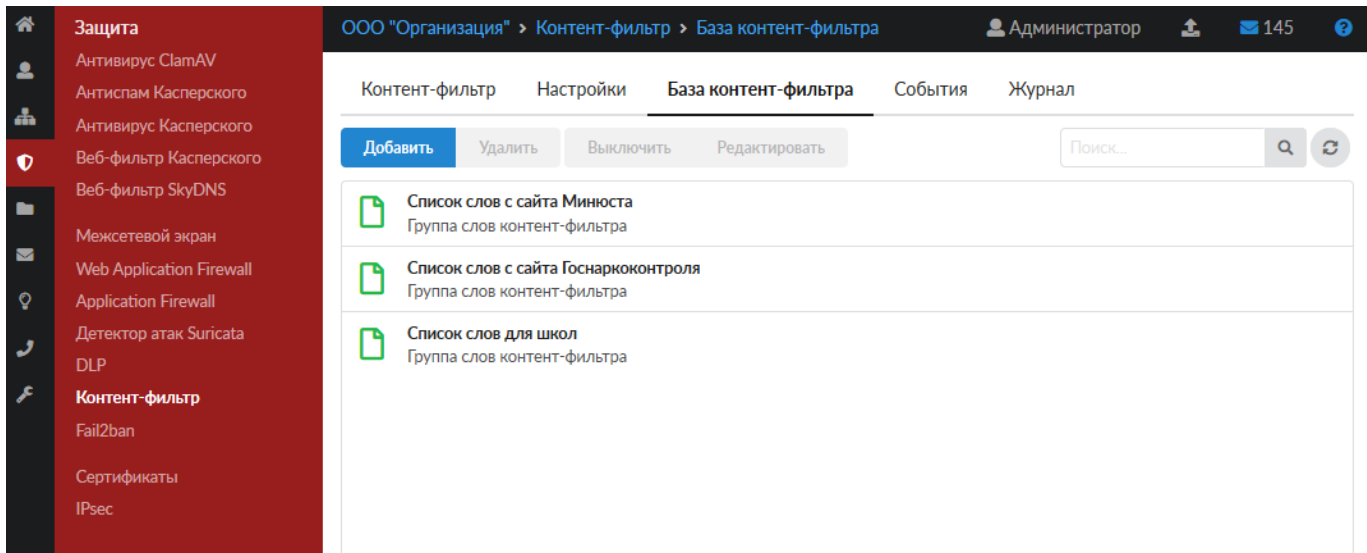 Защита
Антивирус ClamAV
Антиспам Касперского
Антивирус Касперского
Веб-фильтр Касперского
Веб-фильтр SkyDNS
Межсетевой экран
Web Application Firewall
Application Firewall
Детектор атак Suricata
DLP
Контент-фильтр
Fail2ban
Сертификаты
IPsec
ООО "Организация" > Контент-фильтр > База контент-фильтра
Администратор
145
?
Контент-фильтр Настройки База контент-фильтра События Журнал
Добавить Удалить Выключить Редактировать Поиск...
Список слов с сайта Минюста
Группа слов контент-фильтра
Список слов с сайта Госнаркоконтроля
Группа слов контент-фильтра
Список слов для школ
Группа слов контент-фильтра